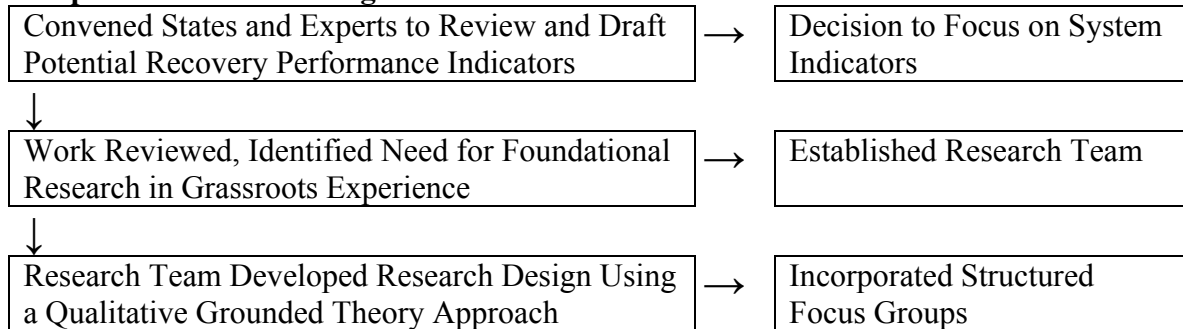 Convened States and Experts to Review and Draft
Potential Recovery Performance Indicators
→
Decision to Focus on System
Indicators
↓
Work Reviewed, Identified Need for Foundational
Research in Grassroots Experience
→
Established Research Team
↓
Research Team Developed Research Design Using
a Qualitative Grounded Theory Approach
→
Incorporated Structured
Focus Groups